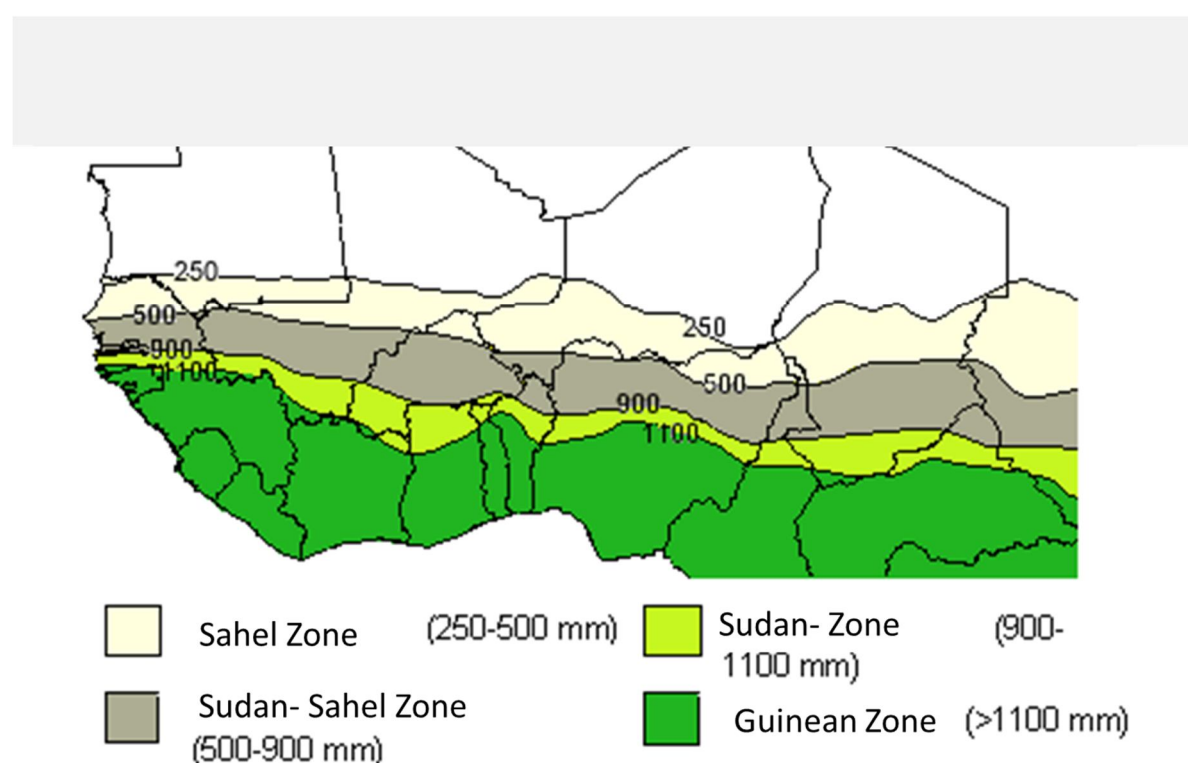 250
500
900
1100
250
500
900
1100
Sahel Zone (250-500 mm)
Sudan- Sahel Zone
(500-900 mm)
Sudan- Zone (900-
1100 mm)
Guinean Zone (>1100 mm)